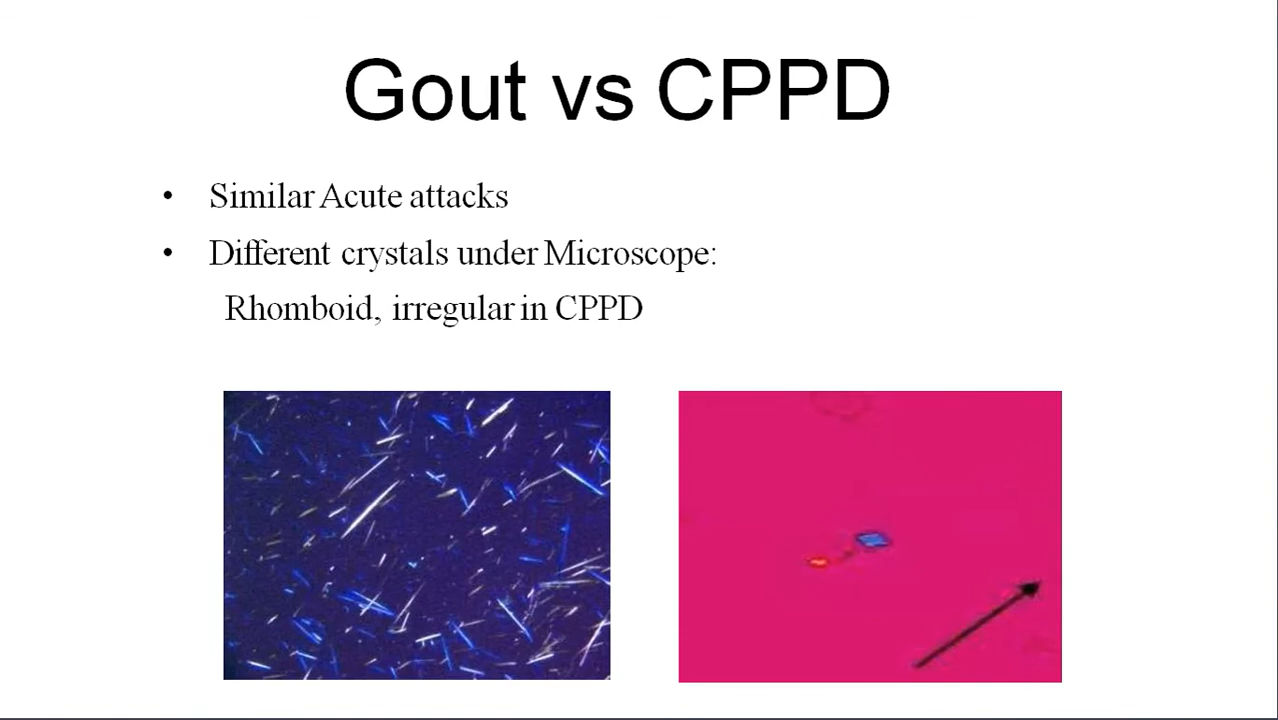 Gout vs CPPD
• Similar Acute attacks
• Different crystals under Microscope:
Rhomboid, irregular in CPPD